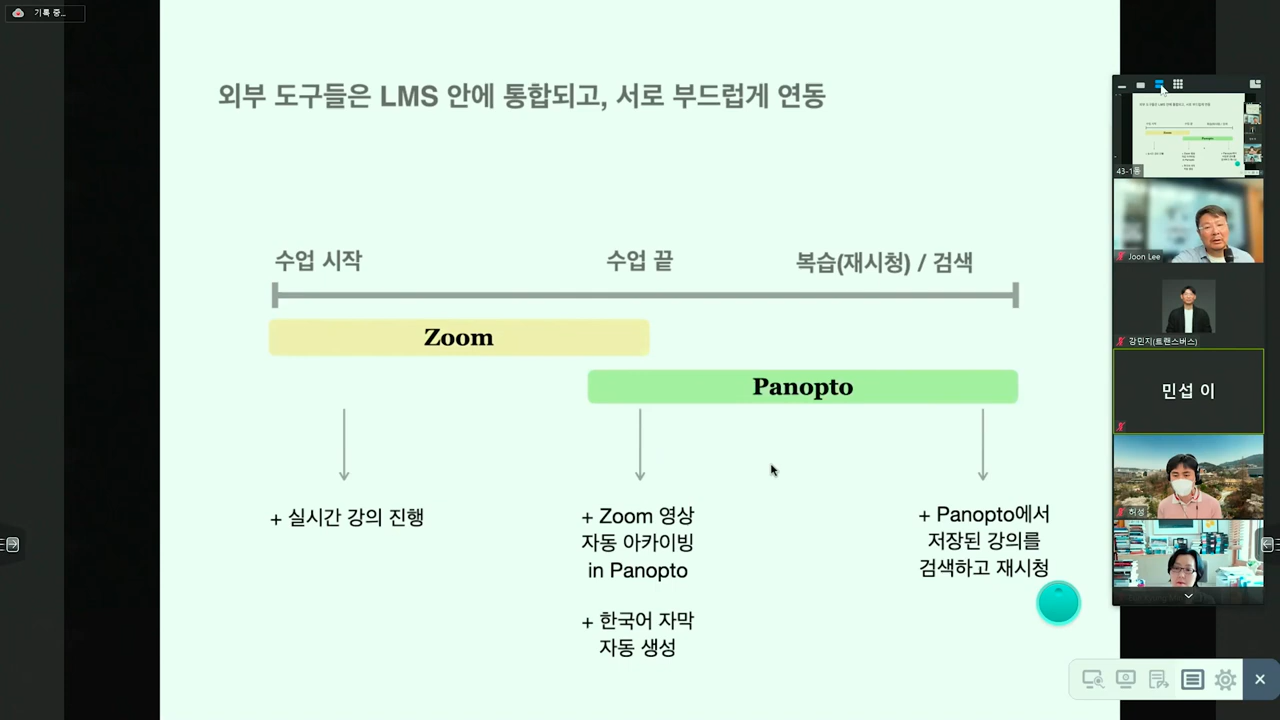 기록 중...
외부 도구들은 LMS 안에 통합되고, 서로 부드럽게 연동
수업 시작
수업 끝
복습(재시청) / 검색
Zoom
Panopto
+ 실시간 강의 진행
+ Zoom 영상
자동 아카이빙
in Panopto
+ 한국어 자막
자동 생성
+ Panopto에서
저장된 강의를
검색하고 재시청
43-1동
Joon Lee
강민지(트랜스버스)
민섭 이
허성